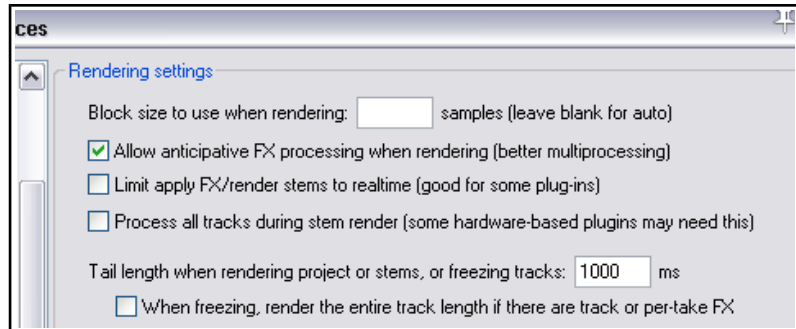 ces
Rendering settings
Block size to use when rendering: samples (leave blank for auto)
Allow anticipative FX processing when rendering (better multiprocessing)
Limit apply FX/render stems to realtime (good for some plug-ins)
Process all tracks during stem render (some hardware-based plugins may need this)
Tail length when rendering project or stems, or freezing tracks: 1000 ms
When freezing, render the entire track length if there are track or per-take FX